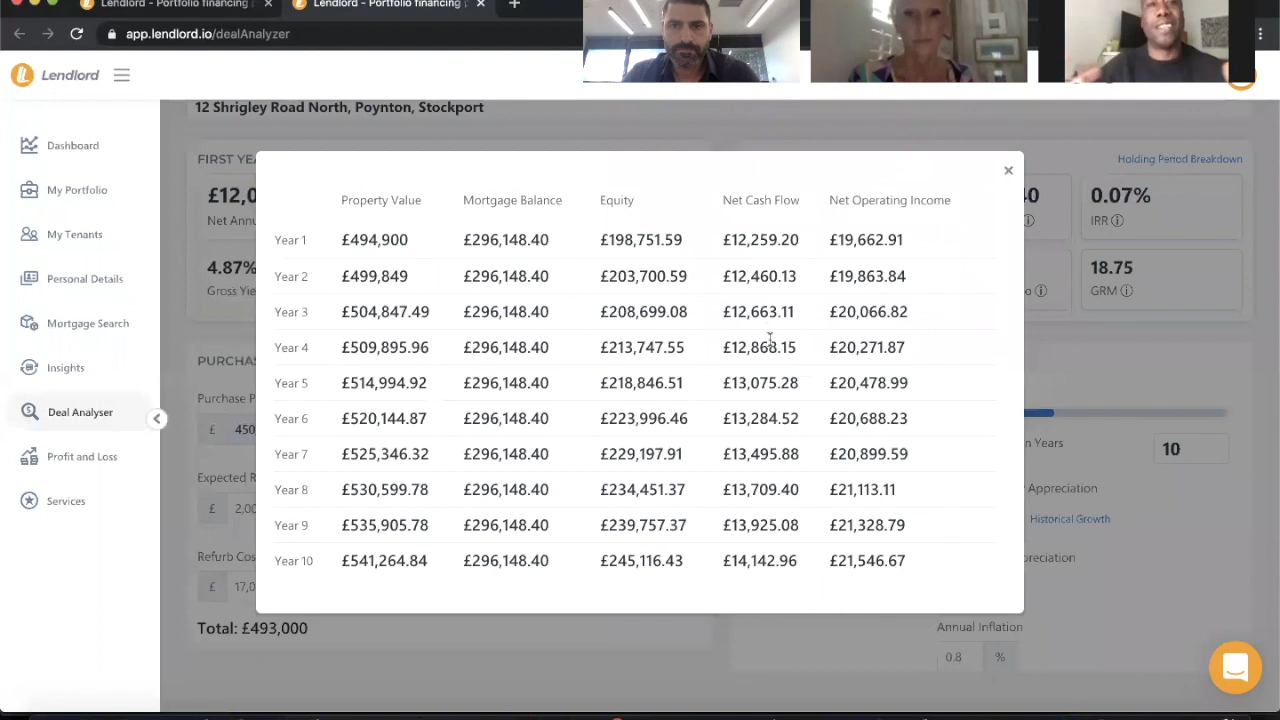 Lendlord - Portfolio financing
Lendlord - Portfolio financing
app.lendlord.io/dealAnalyzer
Lendlord
12 Shrigley Road North, Poynton, Stockport
Dashboard
My Portfolio
My Tenants
Personal Details
Mortgage Search
Insights
Deal Analyser
Profit and Loss
Services
FIRST YEA
Holding Period Breakdown
£12,0
Net Annu
40
0.07%
IRR
4.87%
Gross Yie
18.75
GRM
Property Value Mortgage Balance Equity Net Cash Flow Net Operating Income
Year 1 £494,900 £296,148.40 £198,751.59 £12,259.20 £19,662.91
Year 2 £499,849 £296,148.40 £203,700.59 £12,460.13 £19,863.84
Year 3 £504,847.49 £296,148.40 £208,699.08 £12,663.11 £20,066.82
Year 4 £509,895.96 £296,148.40 £213,747.55 £12,868.15 £20,271.87
Year 5 £514,994.92 £296,148.40 £218,846.51 £13,075.28 £20,478.99
Year 6 £520,144.87 £296,148.40 £223,996.46 £13,284.52 £20,688.23
Year 7 £525,346.32 £296,148.40 £229,197.91 £13,495.88 £20,899.59
Year 8 £530,599.78 £296,148.40 £234,451.37 £13,709.40 £21,113.11
Year 9 £535,905.78 £296,148.40 £239,757.37 £13,925.08 £21,328.79
Year 10 £541,264.84 £296,148.40 £245,116.43 £14,142.96 £21,546.67
PURCHAS
Purchase P
£ 450,
Expected R
£ 2,00
Refurb Cos
£ 17,0
Total: £493,000
n Years
10
Appreciation
Historical Growth
preciation
Annual Inflation
0.8 %